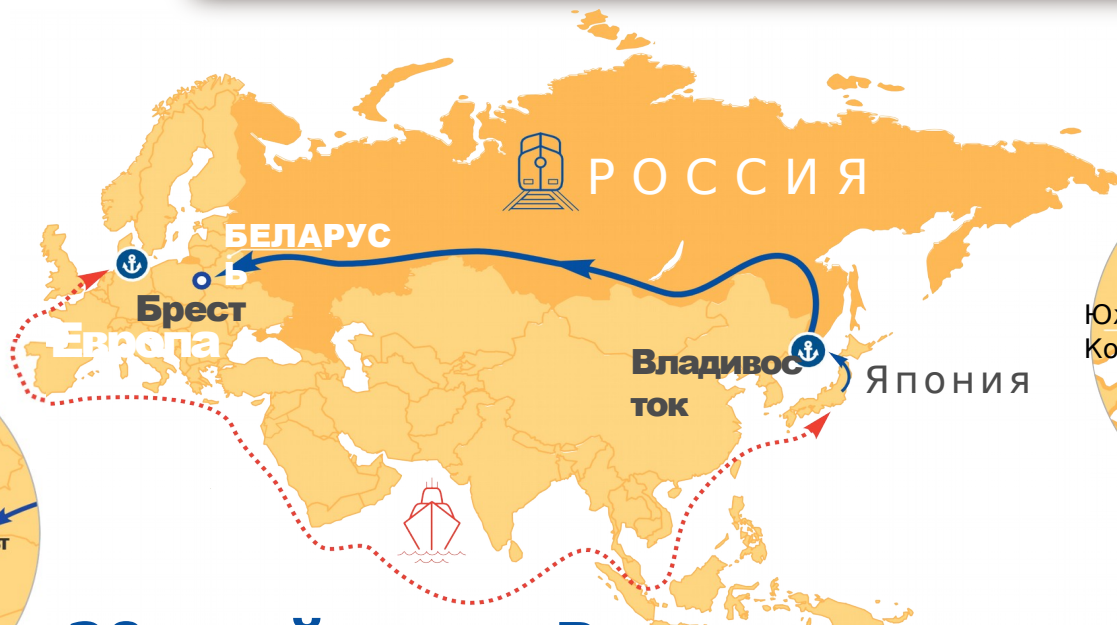 РОССИЯ
БЕЛАРУС
Ь
Брест
Европа
Владивос
ток
Япония